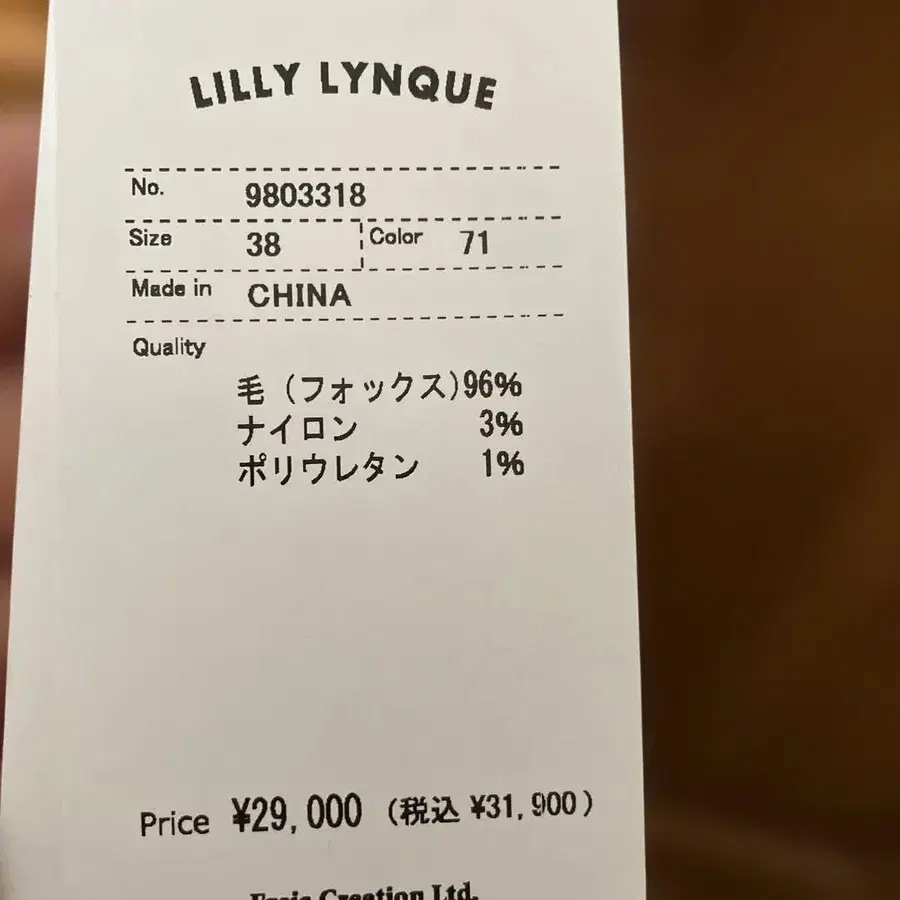 LILLY LYNQUE
No. 9803318
Size 38 Color 71
Made in CHINA
Quality
毛（フォックス）96%
ナイロン 3%
ポリウレタン 1%
Price ¥29,000 (税込 ¥31,900)
Creation Ltd.